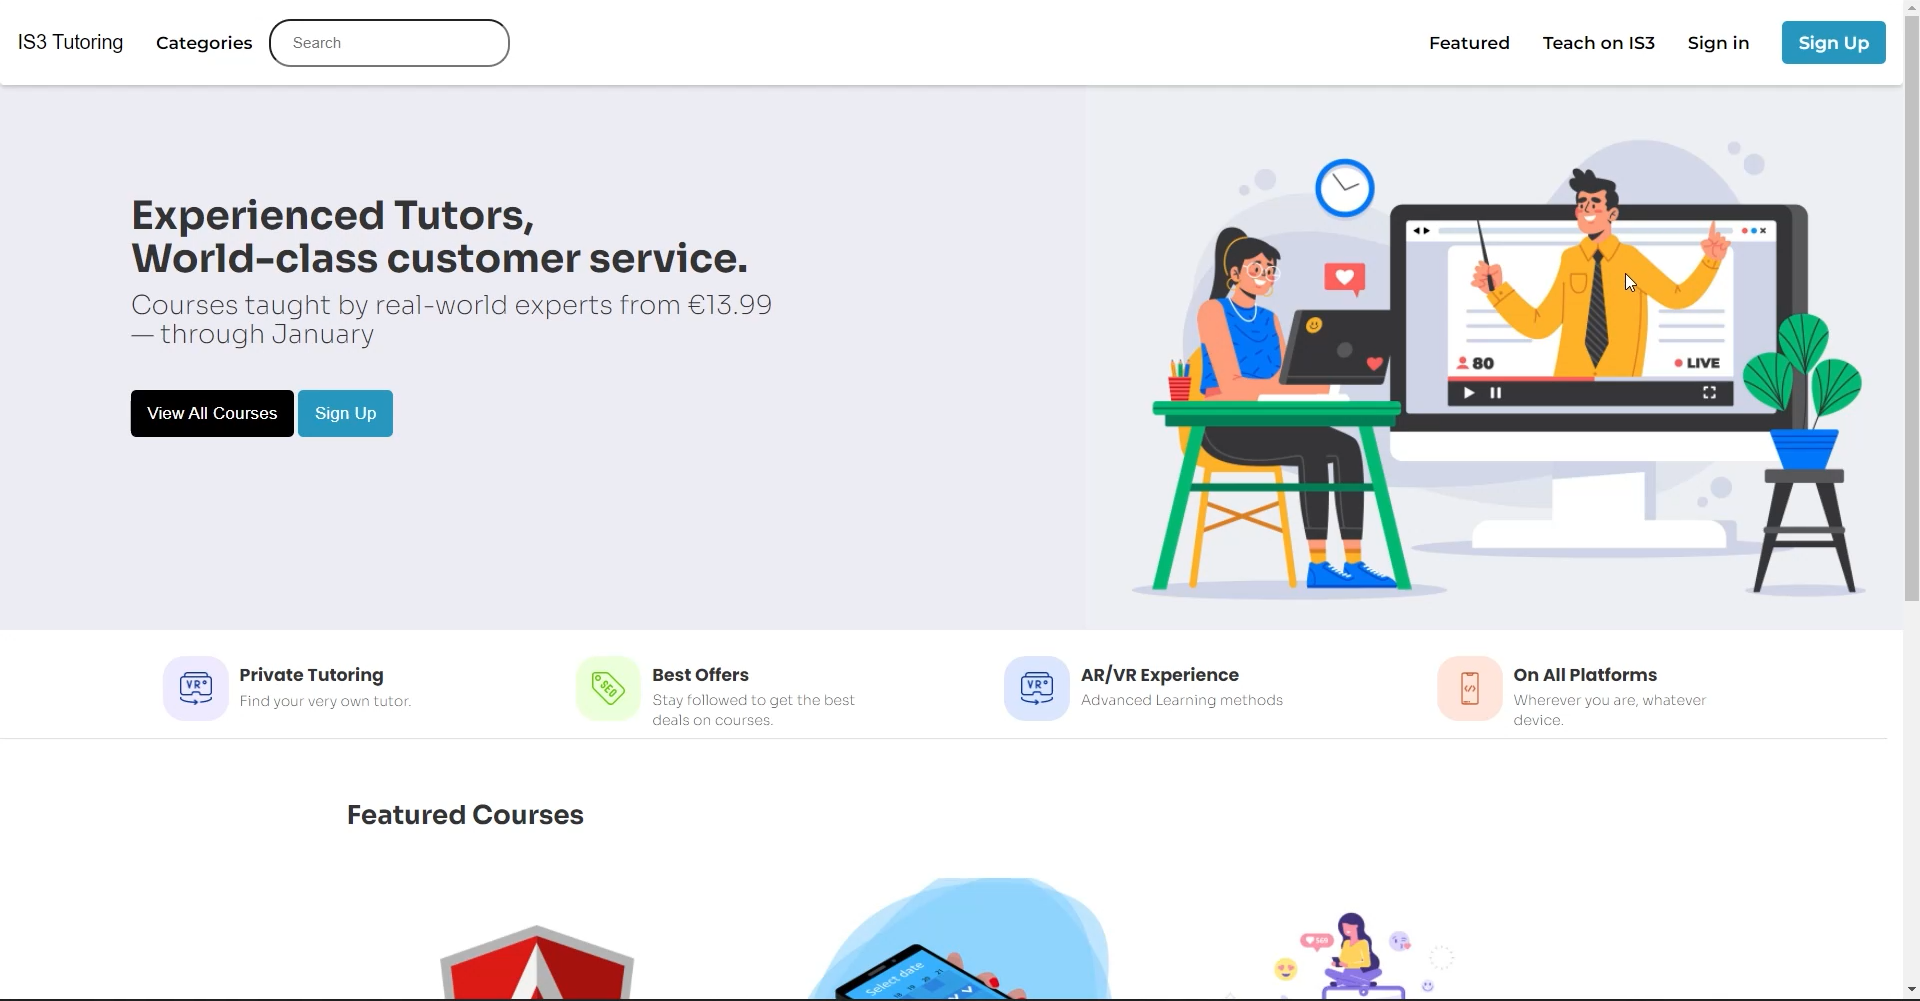 IS3 Tutoring
Categories
Search
Featured
Teach on IS3
Sign in
Sign Up
Experienced Tutors,
World-class customer service.
Courses taught by real-world experts from €13.99
— through January
View All Courses
Sign Up
80
LIVE
VR
Private Tutoring
Find your very own tutor.
SEO
Best Offers
Stay followed to get the best
deals on courses.
VR
AR/VR Experience
Advanced Learning methods
</>
On All Platforms
Wherever you are, whatever
device.
Featured Courses
Select date